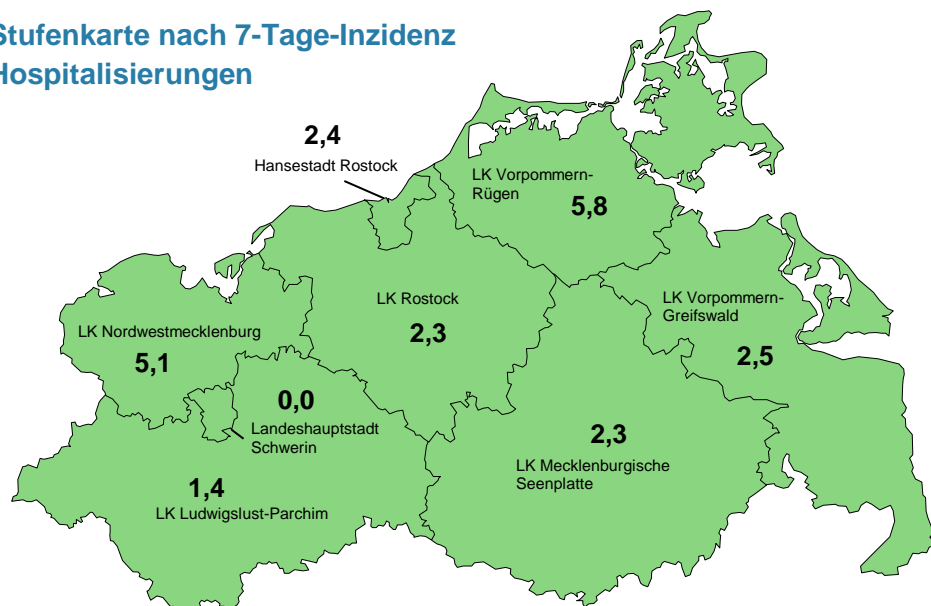 Stufenkarte nach 7-Tage-Inzidenz
Hospitalisierungen
2,4
Hansestadt Rostock
LK Vorpommern-
Rügen
5,8
LK Rostock
2,3
LK Vorpommern-
Greifswald
2,5
LK Nordwestmecklenburg
5,1
0,0
Landeshauptstadt
Schwerin
2,3
LK Mecklenburgische
Seenplatte
1,4
LK Ludwigslust-Parchim